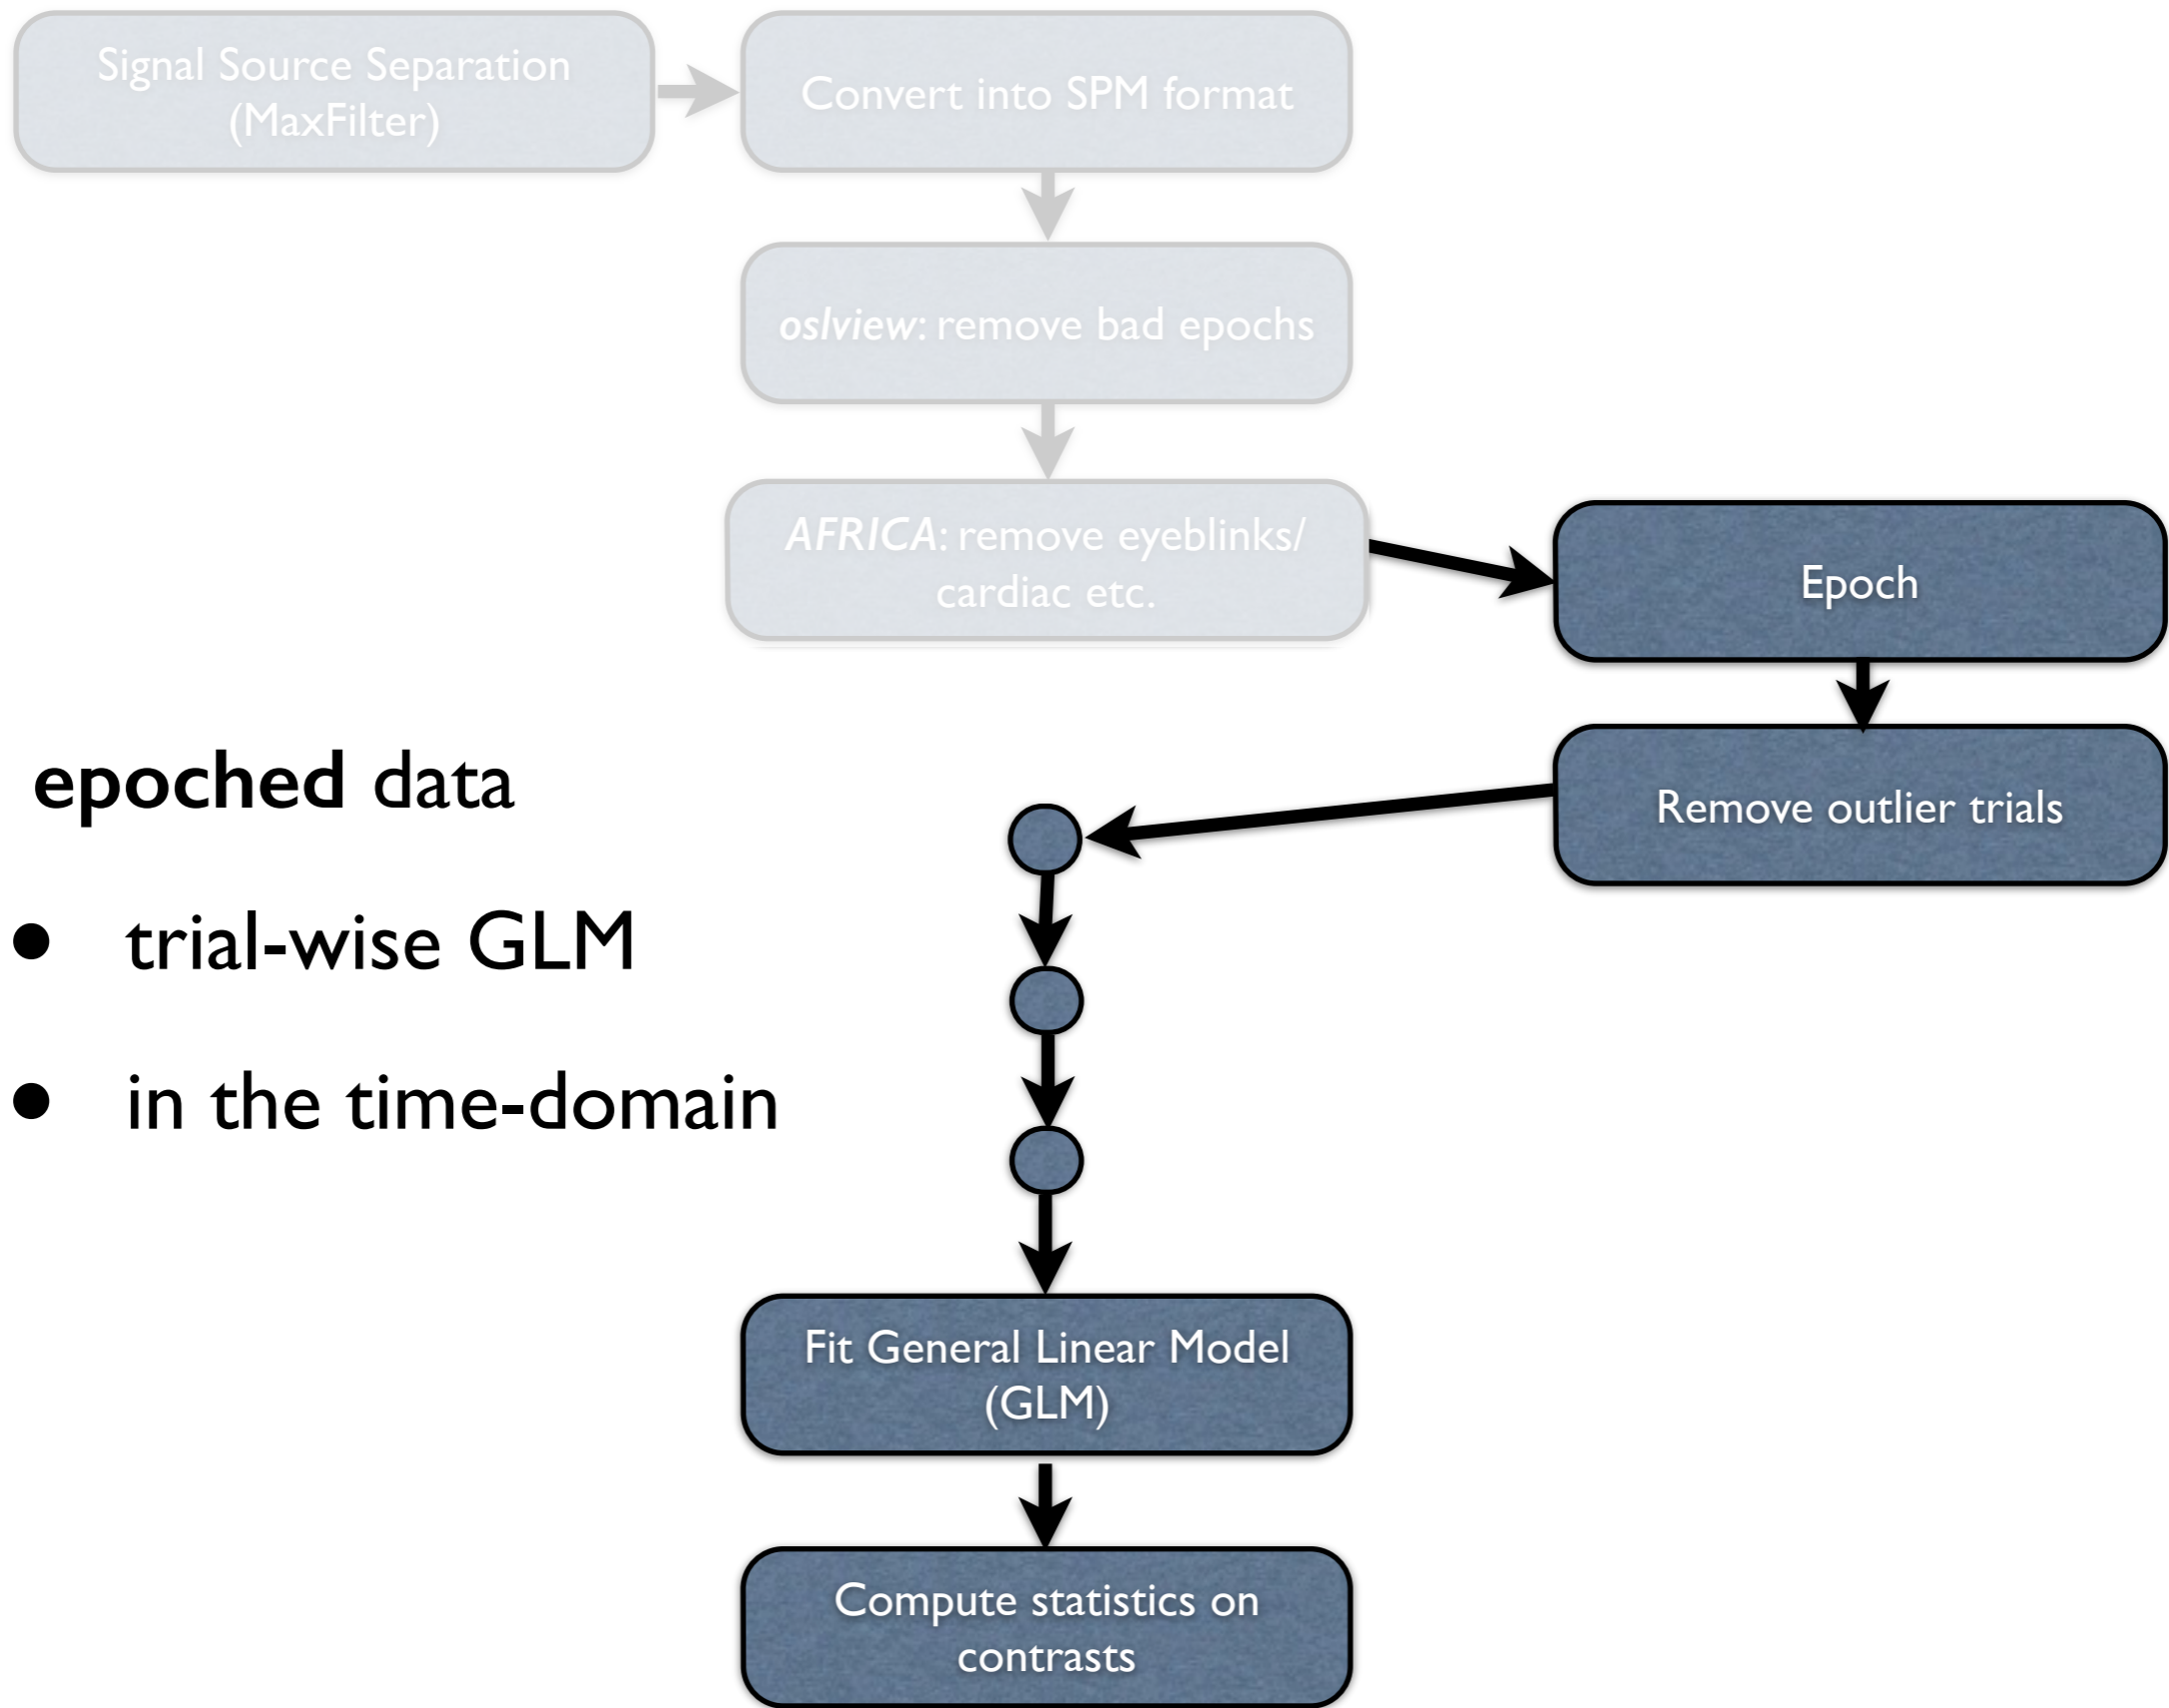 Signal Source Separation
(MaxFilter)
Convert into SPM format
oslview: remove bad epochs
AFRICA: remove eyeblinks/
cardiac etc.
Epoch
Remove outlier trials
epoched data
• trial-wise GLM
• in the time-domain
Fit General Linear Model
(GLM)
Compute statistics on
contrasts